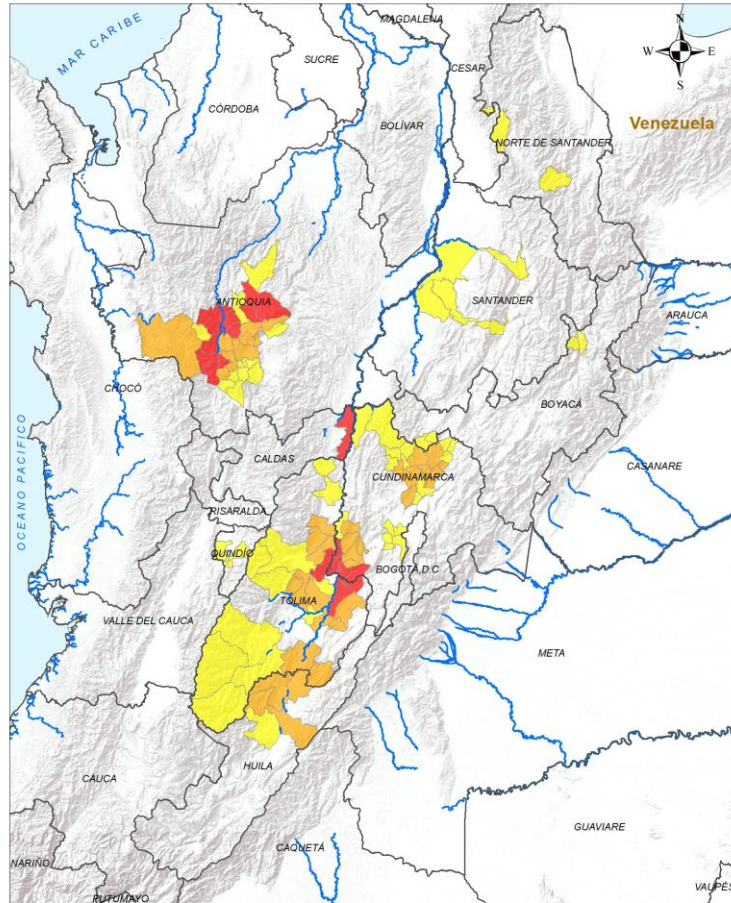 MAGDALENA
MAR CARIBE
SUCRE
N
W E
S
CESAR
CÓRDOBA
BOLÍVAR
Venezuela
NORTE DE SANTANDER
ANTIOQUIA
SANTANDER
ARAUCA
CHOCÓ
BOYACÁ
OCEANO PACIFICO
CALDAS
CUNDINAMARCA
CASANARE
RISARALDA
QUINDÍO
BOGOTÁ, D.C
TOLIMA
VALLE DEL CAUCA
META
HUILA
CAUCA
GUAVIARE
CAQUETÁ
NARIÑO
PUTUMAYO
VAUPÉS